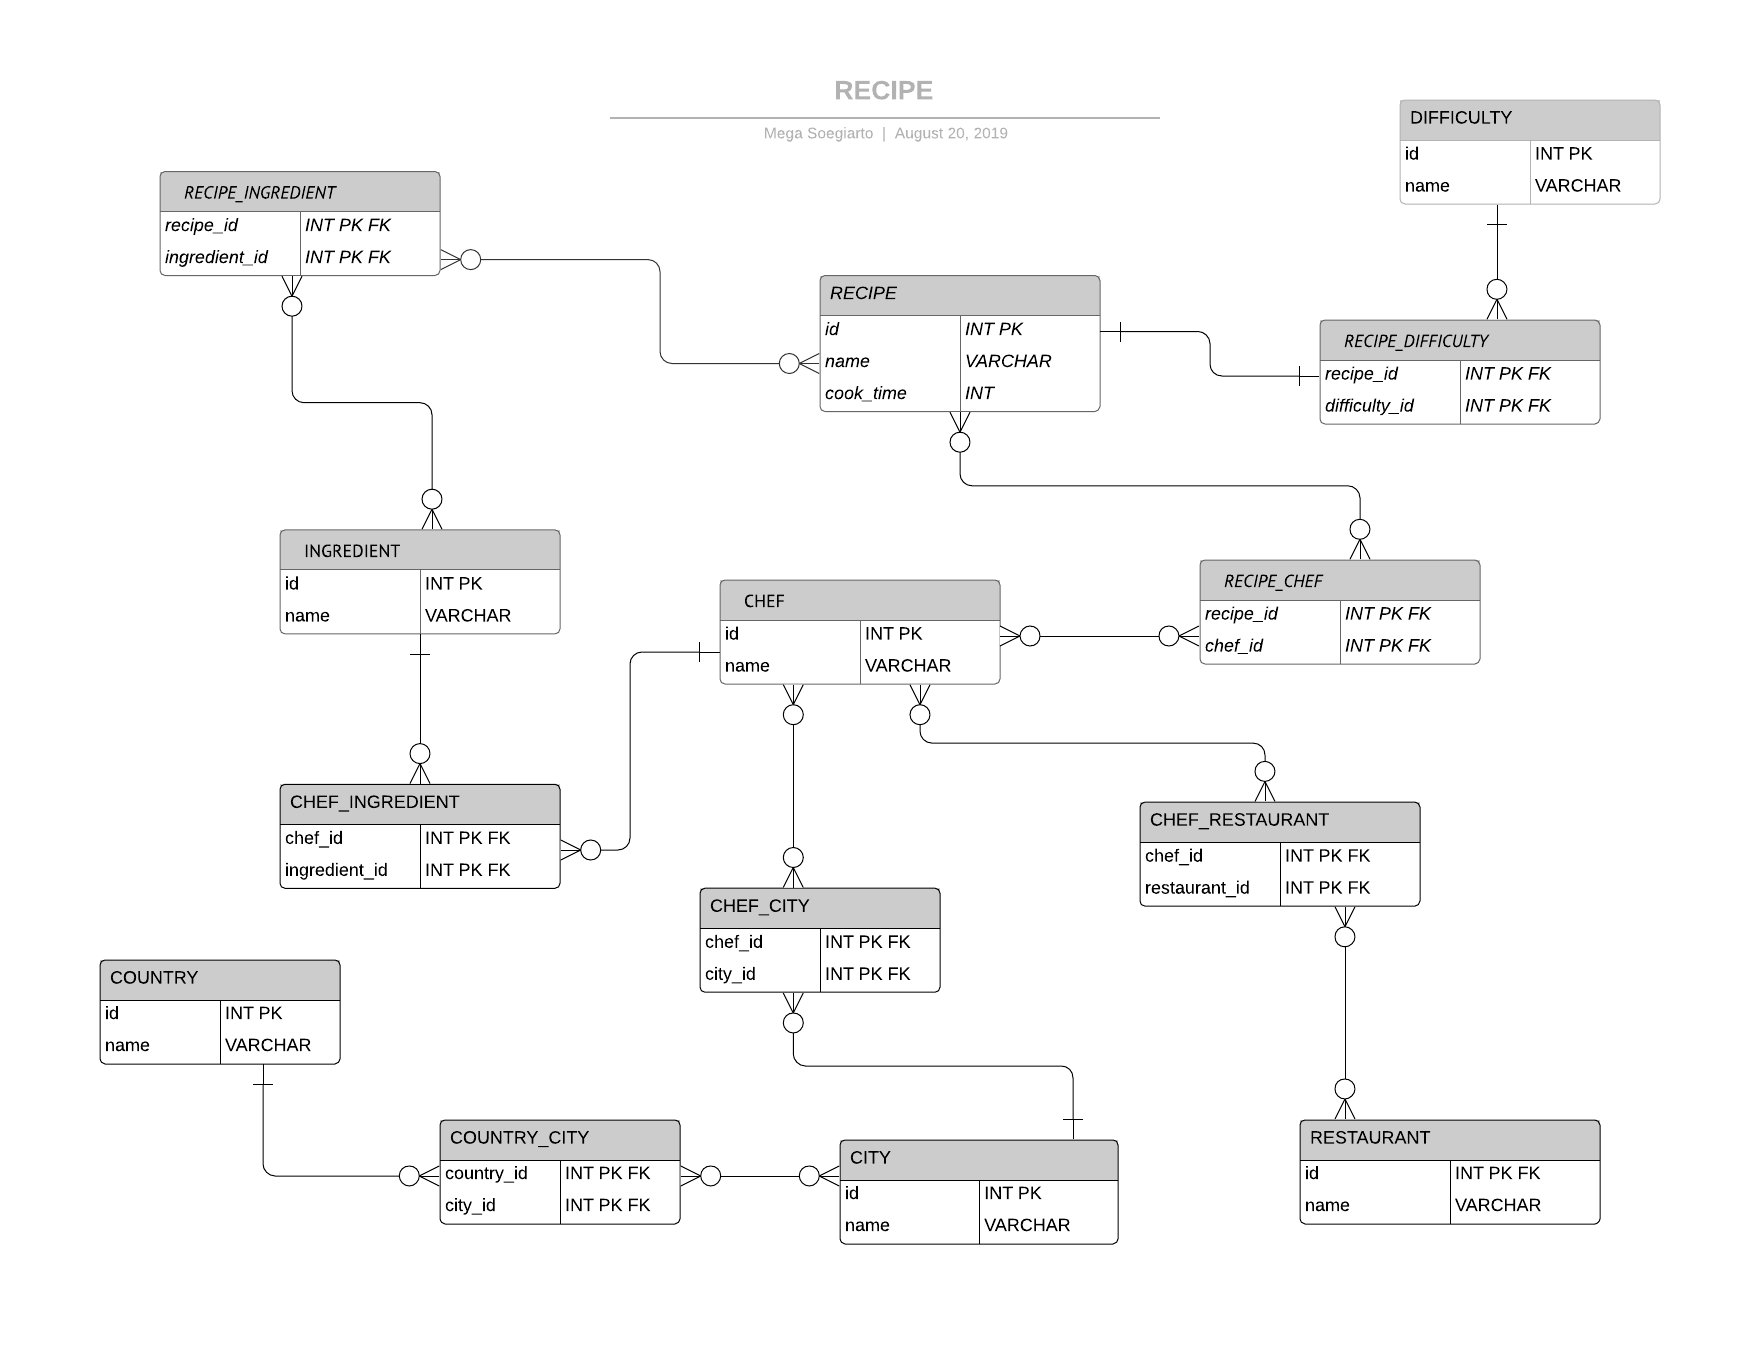 RECIPE
Mega Soegiarto | August 20, 2019
DIFFICULTY
id INT PK
name VARCHAR
RECIPE_INGREDIENT
recipe_id INT PK FK
ingredient_id INT PK FK
RECIPE
id INT PK
name VARCHAR
cook_time INT
RECIPE_DIFFICULTY
recipe_id INT PK FK
difficulty_id INT PK FK
INGREDIENT
id INT PK
name VARCHAR
CHEF
id INT PK
name VARCHAR
RECIPE_CHEF
recipe_id INT PK FK
chef_id INT PK FK
CHEF_INGREDIENT
chef_id INT PK FK
ingredient_id INT PK FK
CHEF_RESTAURANT
chef_id INT PK FK
restaurant_id INT PK FK
CHEF_CITY
chef_id INT PK FK
city_id INT PK FK
COUNTRY
id INT PK
name VARCHAR
COUNTRY_CITY
country_id INT PK FK
city_id INT PK FK
CITY
id INT PK
name VARCHAR
RESTAURANT
id INT PK FK
name VARCHAR